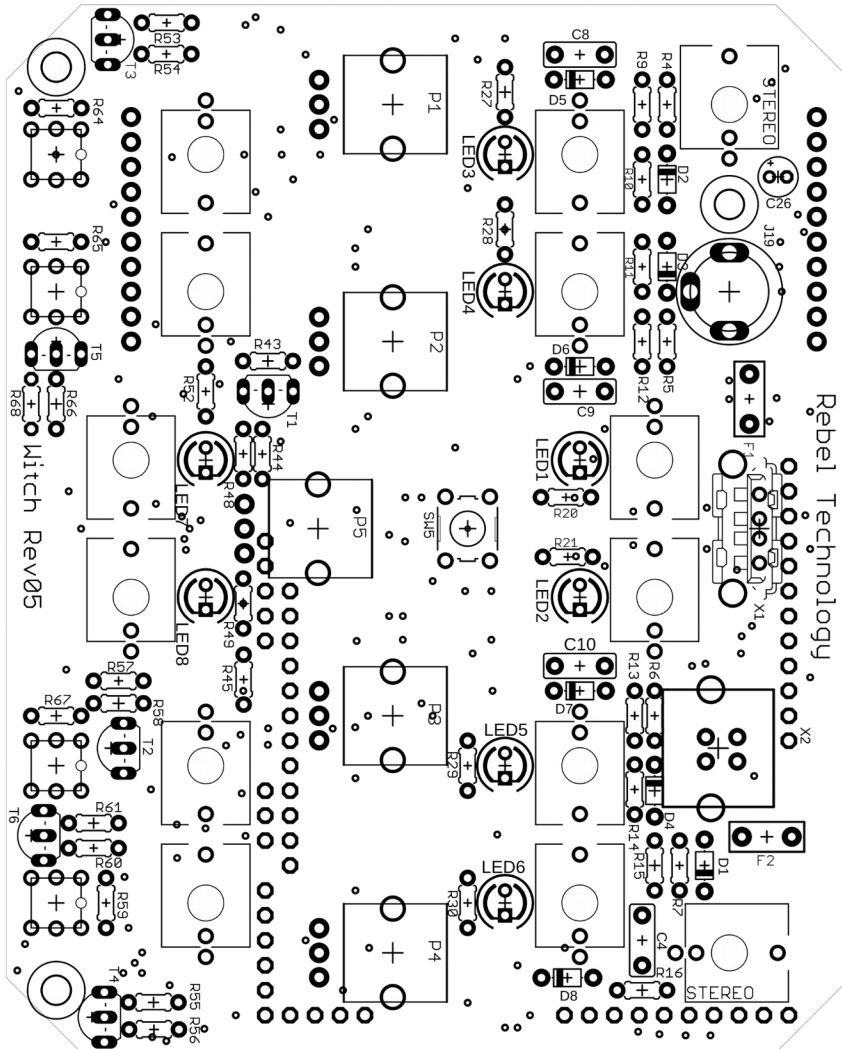 R53
C8
R54
T3
R9
R4
STEREO
R27
D5
P1
R64
LED3
R10
D2
C26
R65
R28
J19
R11
D3
LED4
P2
T5
R43
D6
R52
R12
R5
R68
R66
T1
C9
Rebel Technology
Witch Rev05
R44
LED1
F1
R48
LED7
R20
P5
SW5
R21
LED2
X1
R49
LED8
R45
C10
R57
R13
R6
R67
R58
D7
P3
LED5
X2
T2
R29
T6
R61
R14
D4
R60
R15
F2
D1
LED6
R59
R30
R7
C4
P4
T4
R55
D8
R16
STEREO
R56